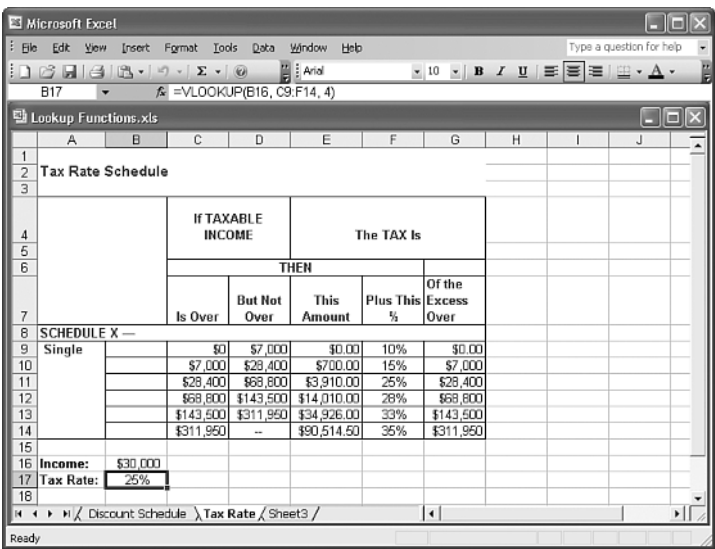 Microsoft Excel
File Edit View Insert Format Tools Data Window Help Type a question for help
Arial 10 B I U
B17 fx =VLOOKUP(B16, C9:F14, 4)
Lookup Functions.xls
A B C D E F G H I J
1
2 Tax Rate Schedule
3
If TAXABLE
4 INCOME The TAX Is
5
6 THEN
Of the
But Not This Plus This Excess
7 Is Over Over Amount % Over
8 SCHEDULE X —
9 Single $0 $7,000 $0.00 10% $0.00
10 $7,000 $28,400 $700.00 15% $7,000
11 $28,400 $68,800 $3,910.00 25% $28,400
12 $68,800 $143,500 $14,010.00 28% $68,800
13 $143,500 $311,950 $34,926.00 33% $143,500
14 $311,950 -- $90,514.50 35% $311,950
15
16 Income: $30,000
17 Tax Rate: 25%
18
Discount Schedule Tax Rate Sheet3
Ready